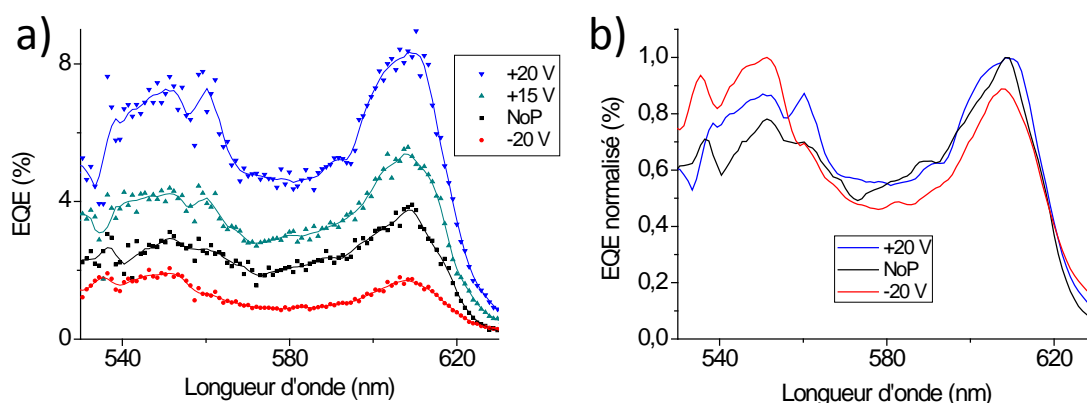 a)
EQE (%)
8
4
0
+20 V
+15 V
NoP
-20 V
540
580
620
Longueur d'onde (nm)
b)
EQE normalisé (%)
1,0
0,8
0,6
0,4
0,2
0,0
+20 V
NoP
-20 V
540
580
620
Longueur d'onde (nm)